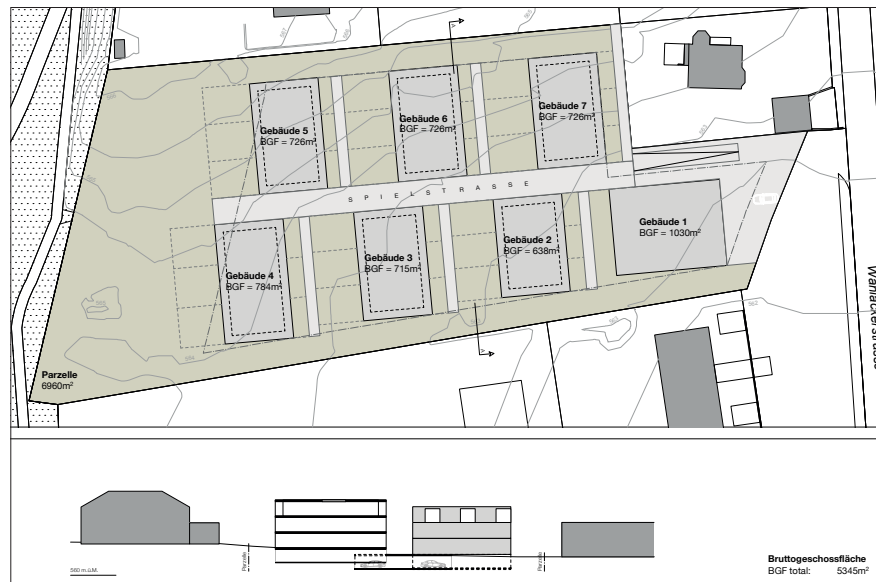 Gebäude 5
BGF = 726m²
Gebäude 6
BGF = 726m²
Gebäude 7
BGF = 726m²
SPIELSTRASSE
Gebäude 1
BGF = 1030m²
Gebäude 2
BGF = 638m²
Gebäude 3
BGF = 715m²
Gebäude 4
BGF = 784m²
Parzelle
6960m²
Parzelle
Parzelle
560 m.ü.M.
Bruttogeschossfläche
BGF total: 5345m²